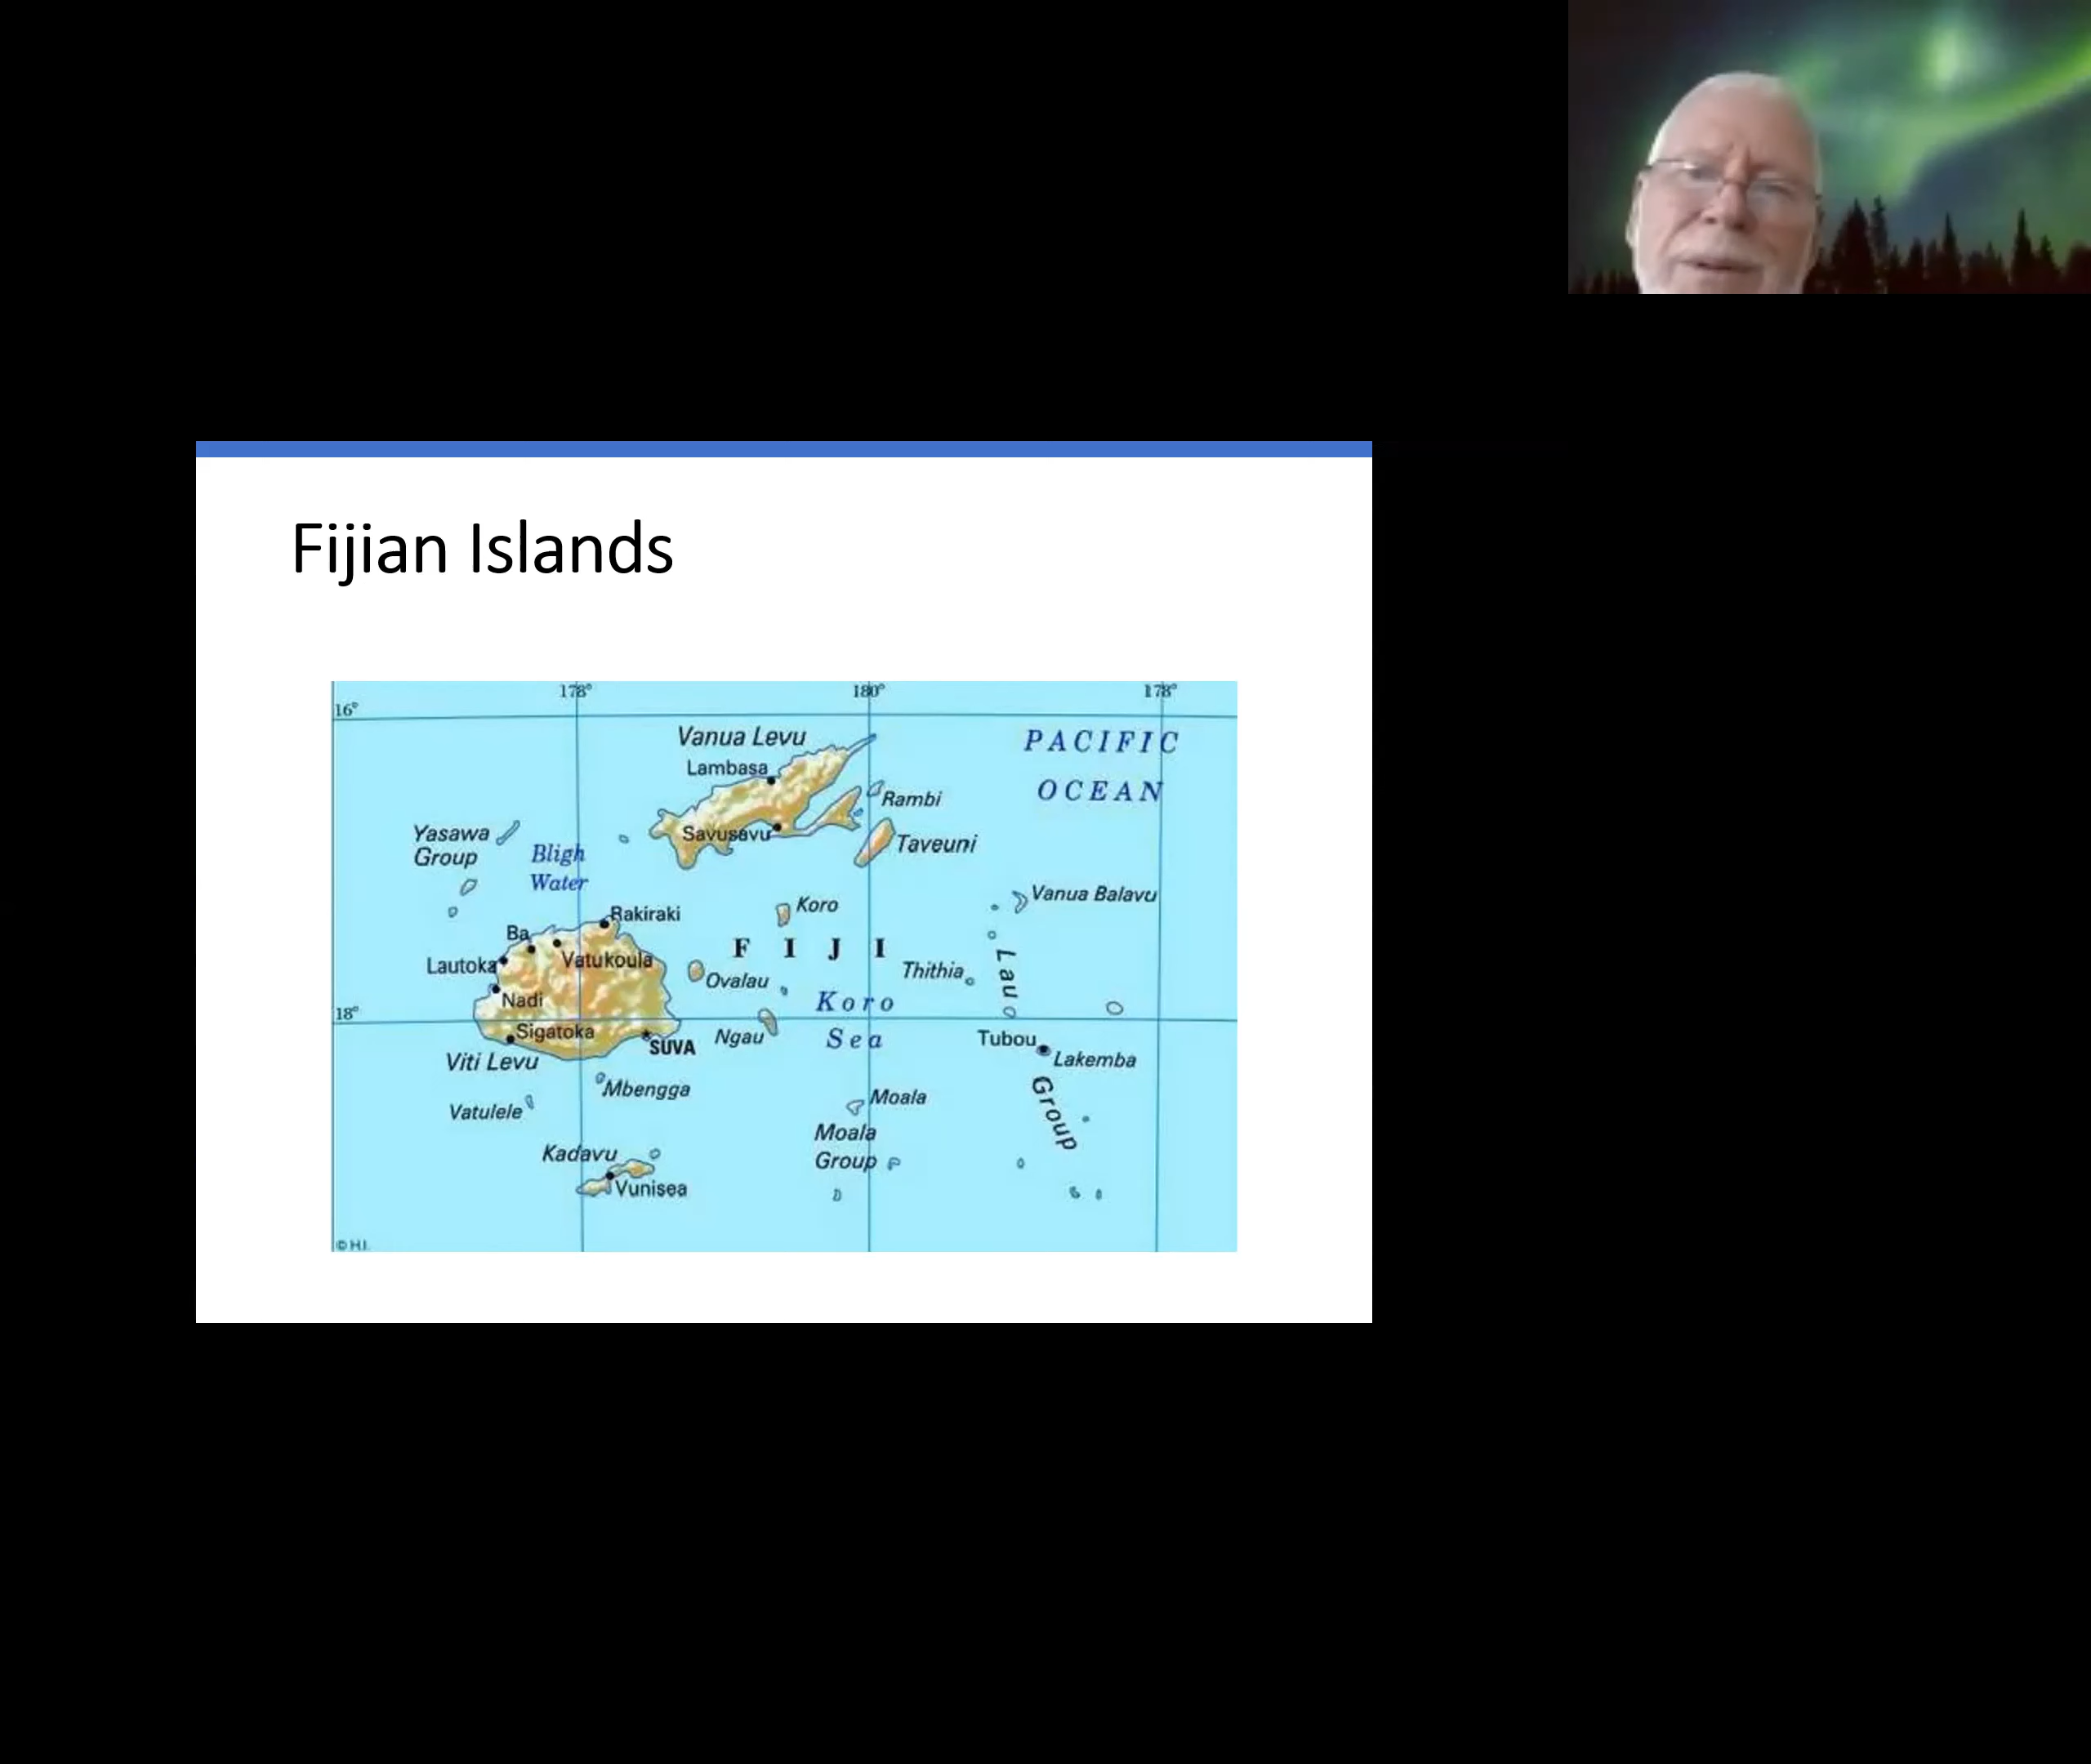 Fijian Islands
178°
180°
178°
16°
Vanua Levu
PACIFIC
OCEAN
Lambasa
Rambi
Yasawa
Group
Savusavu
Taveuni
Bligh
Water
Vanua Balavu
Koro
Rakiraki
Ba
FIJI
Lautoka
Vatukoula
Lau
Thithia
Ovalau
Nadi
Koro
Sea
18°
Sigatoka
Ngau
Tubou
SUVA
Lakemba
Viti Levu
Mbengga
Group
Vatulele
Moala
Moala
Group
Kadavu
Vunisea
© H.I.